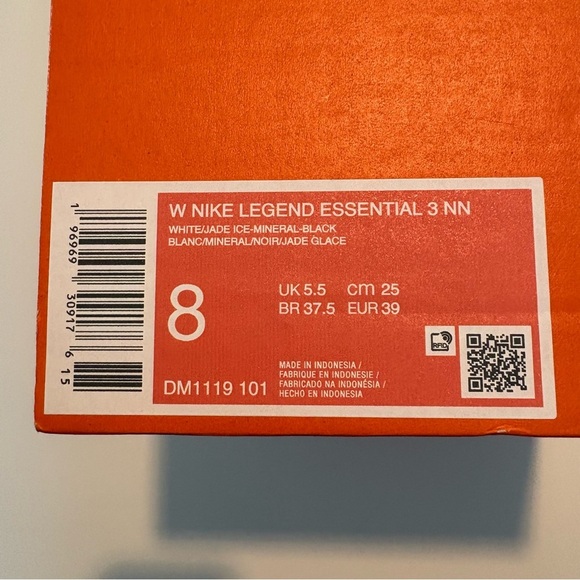 W NIKE LEGEND ESSENTIAL 3 NN
WHITE/JADE ICE-MINERAL-BLACK
BLANC/MINERAL/NOIR/JADE GLACE
8
UK 5.5 cm 25
BR 37.5 EUR 39
RFID
DM1119 101
MADE IN INDONESIA /
FABRIQUE EN INDONESIE /
FABRICADO NA INDONÉSIA /
HECHO EN INDONESIA
1 96969 30917 6 15